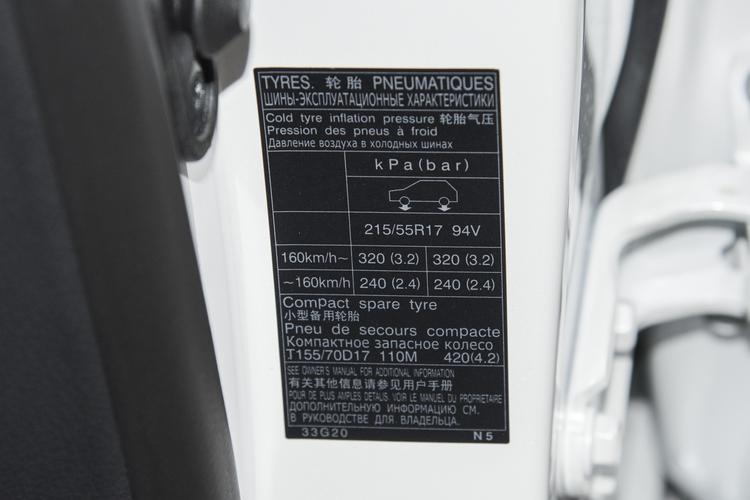 TYRES. 轮胎 PNEUMATIQUES
ШИНЫ-ЭКСПЛУАТАЦИОННЫЕ ХАРАКТЕРИСТИКИ
Cold tyre inflation pressure 轮胎气压
Pression des pneus à froid
Давление воздуха в холодных шинах
kPa(bar)
215/55R17 94V
160km/h~ 320 (3.2) 320 (3.2)
~160km/h 240 (2.4) 240 (2.4)
Compact spare tyre
小型备用轮胎
Pneu de secours compacte
Компактное запасное колесо
T155/70D17 110M 420(4.2)
SEE OWNER'S MANUAL FOR ADDITIONAL INFORMATION
有关其他信息请参见用户手册
POUR DE PLUS AMPLES DETAILS. VOIR LE MANUEL DU PROPRIETAIRE
ДОПОЛНИТЕЛЬНУЮ ИНФОРМАЦИЮ СМ.
В РУКОВОДСТВЕ ДЛЯ ВЛАДЕЛЬЦА.
33G20 N5